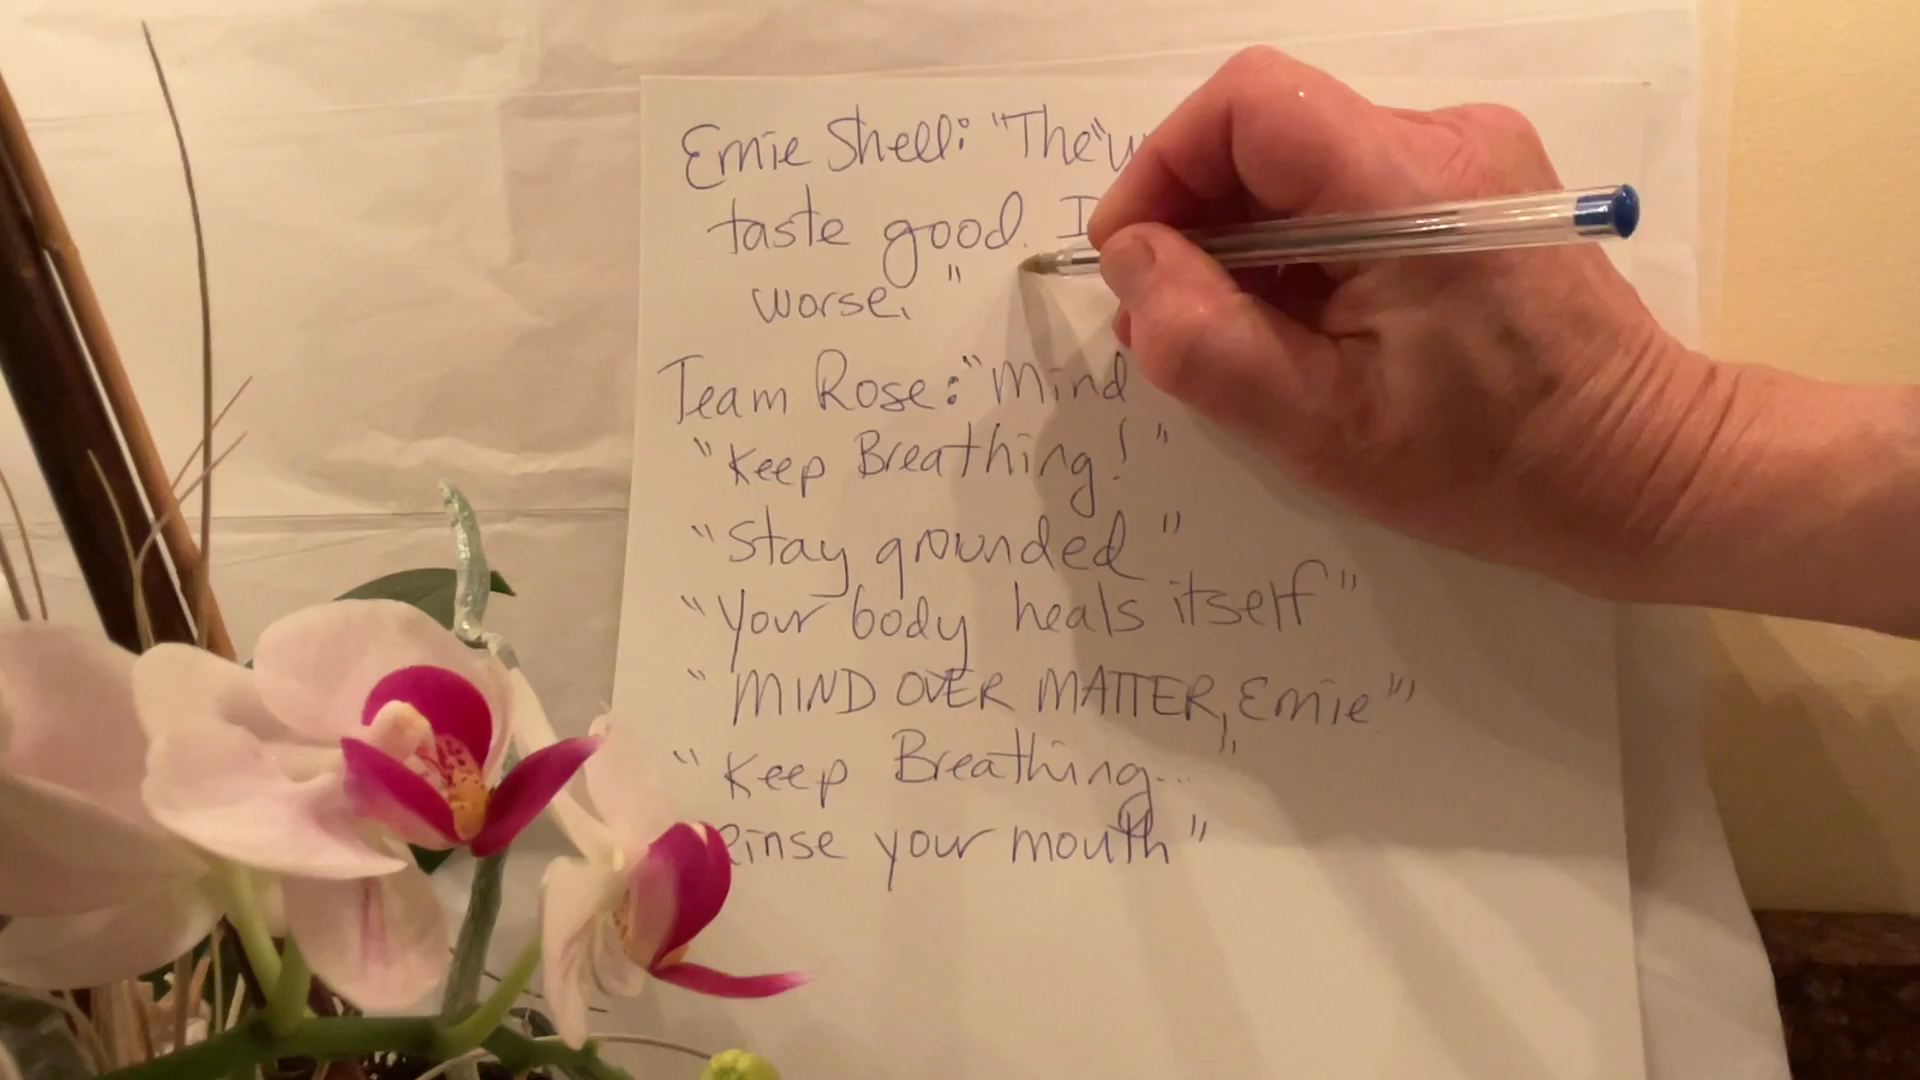 Ernie Shell: "The"
taste good. I
worse."
Team Rose: "Mind
"Keep Breathing!"
"Stay grounded"
"Your body heals itself"
"MIND OVER MATTER, Ernie"
"Keep Breathing..."
Rinse your mouth"